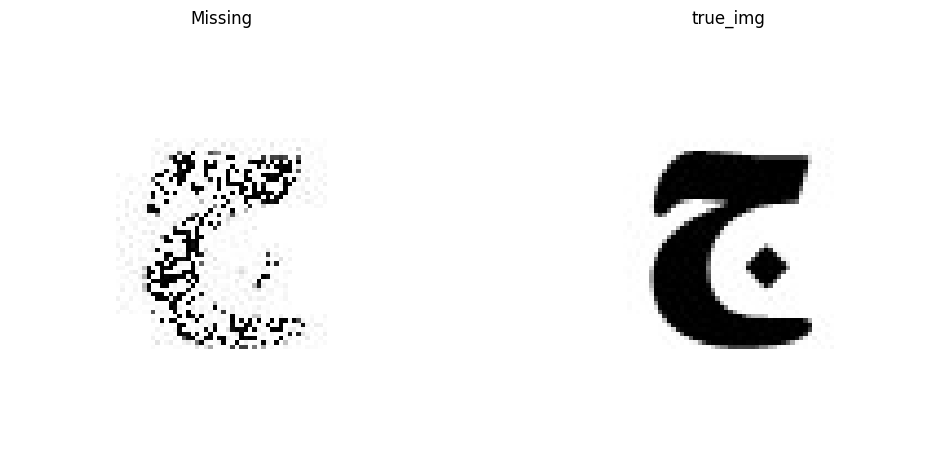 Missing true_img
ج ج